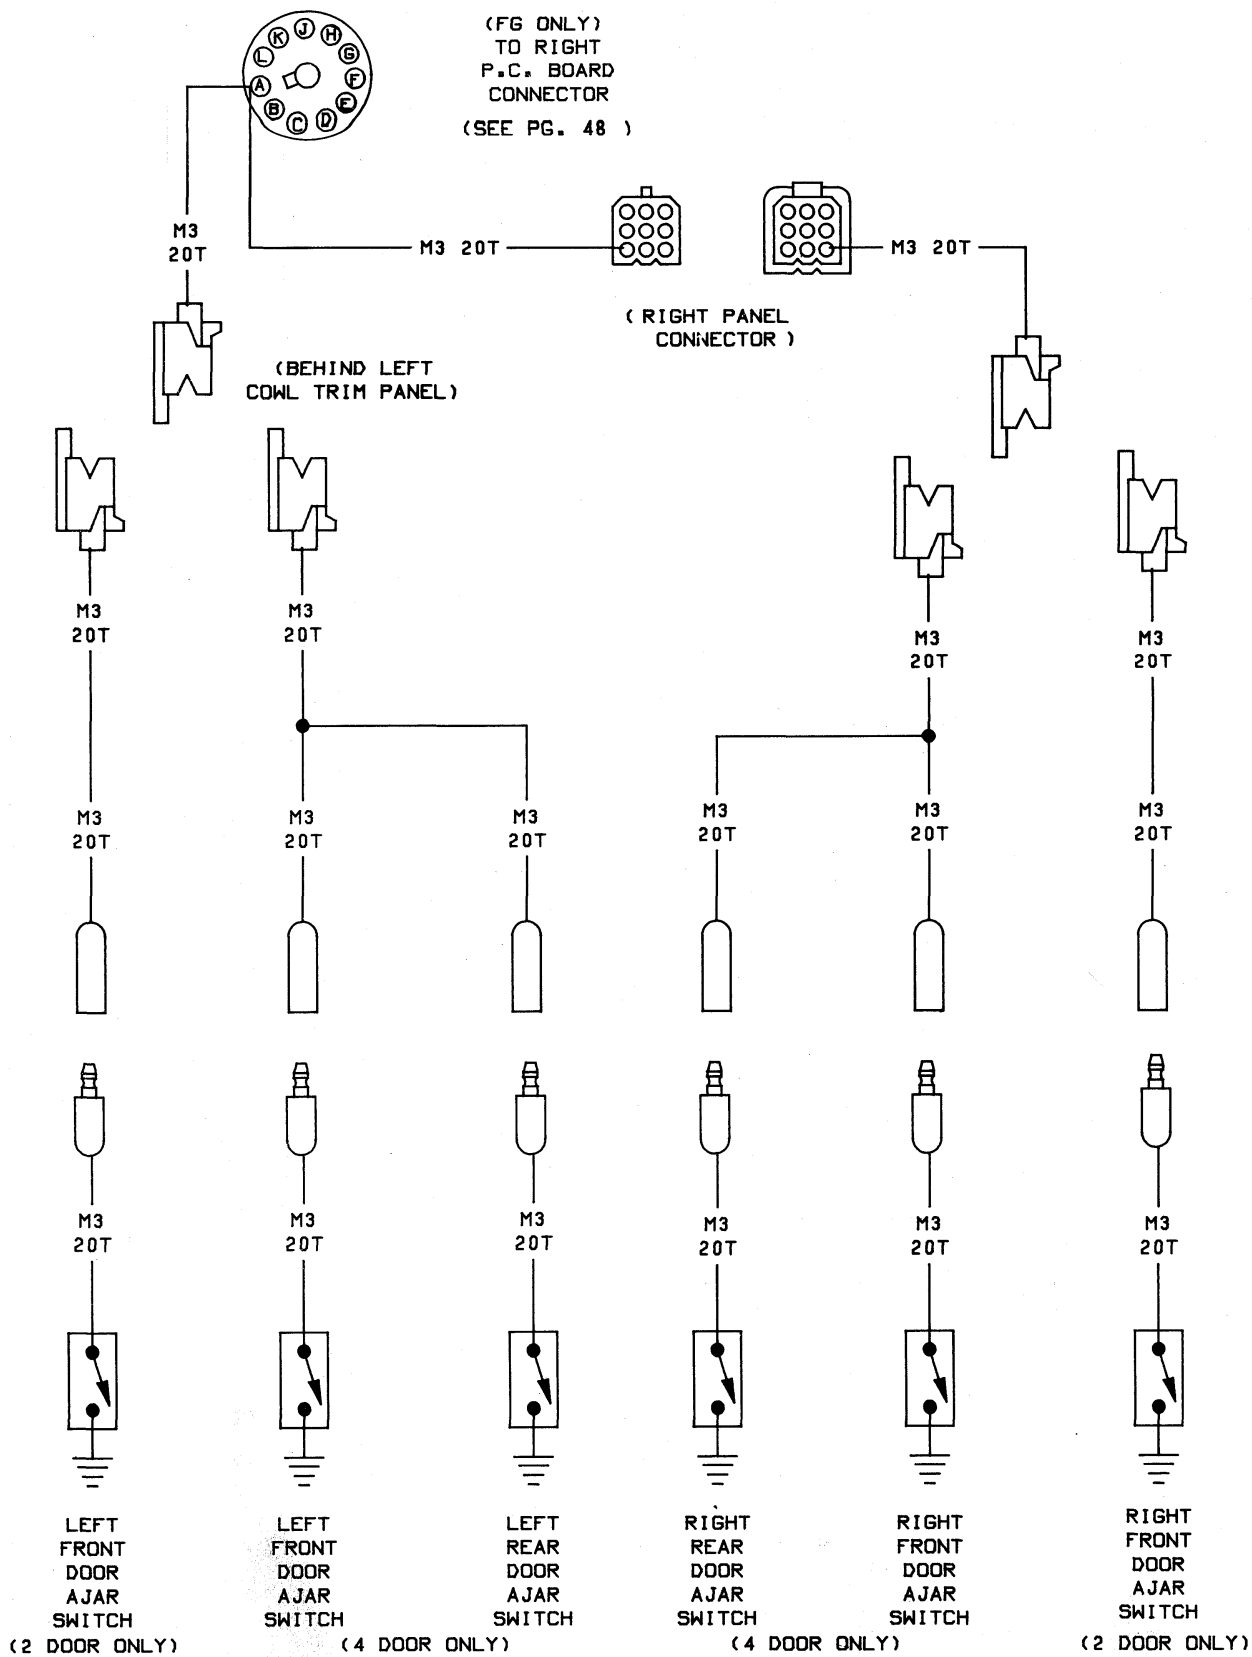 J
K
H
L
G
A
F
B
E
C
D
(FG ONLY)
TO RIGHT
P.C. BOARD
CONNECTOR
(SEE PG. 48 )
M3
20T
M3 20T
M3 20T
(RIGHT PANEL
CONNECTOR)
(BEHIND LEFT
COWL TRIM PANEL)
M3
20T
M3
20T
M3
20T
M3
20T
M3
20T
M3
20T
M3
20T
M3
20T
M3
20T
M3
20T
M3
20T
M3
20T
M3
20T
M3
20T
M3
20T
M3
20T
LEFT
FRONT
DOOR
AJAR
SWITCH
(2 DOOR ONLY)
LEFT
FRONT
DOOR
AJAR
SWITCH
LEFT
REAR
DOOR
AJAR
SWITCH
(4 DOOR ONLY)
RIGHT
REAR
DOOR
AJAR
SWITCH
RIGHT
FRONT
DOOR
AJAR
SWITCH
(4 DOOR ONLY)
RIGHT
FRONT
DOOR
AJAR
SWITCH
(2 DOOR ONLY)